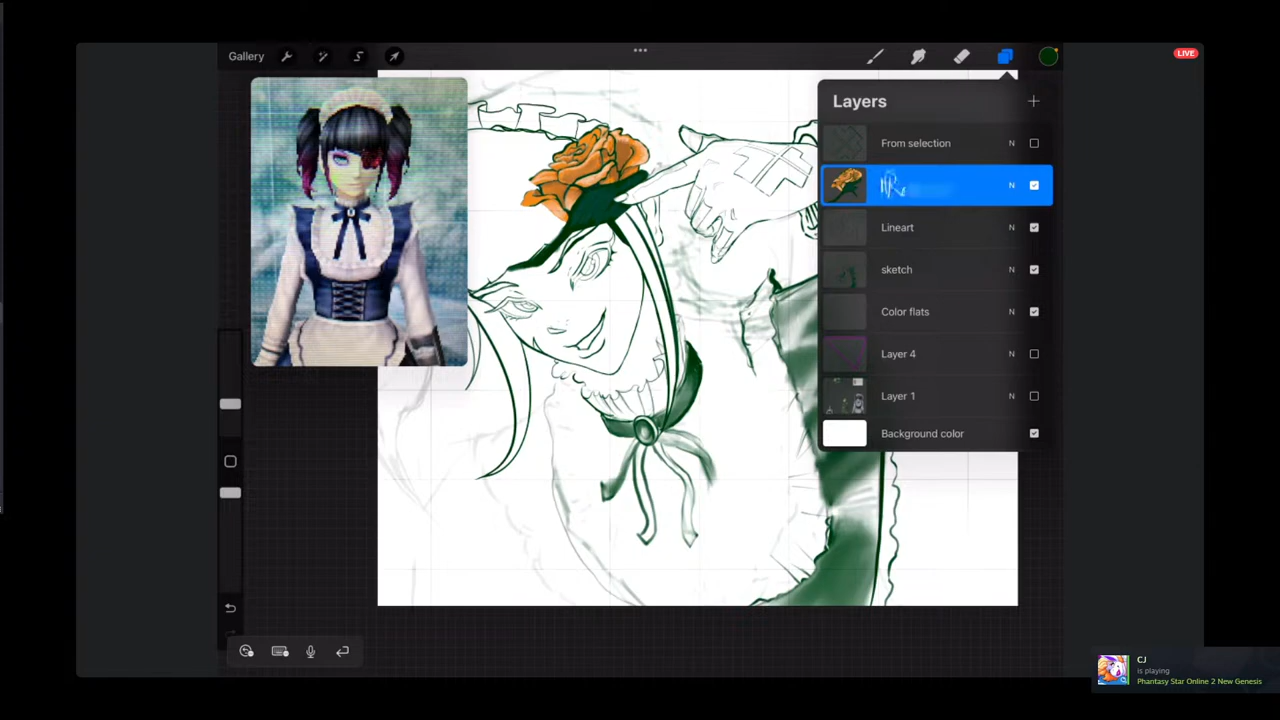 Gallery
LIVE
Layers
From selection
N
N
Lineart
N
sketch
N
Color flats
N
Layer 4
N
Layer 1
N
Background color
CJ
is playing
Phantasy Star Online 2 New Genesis